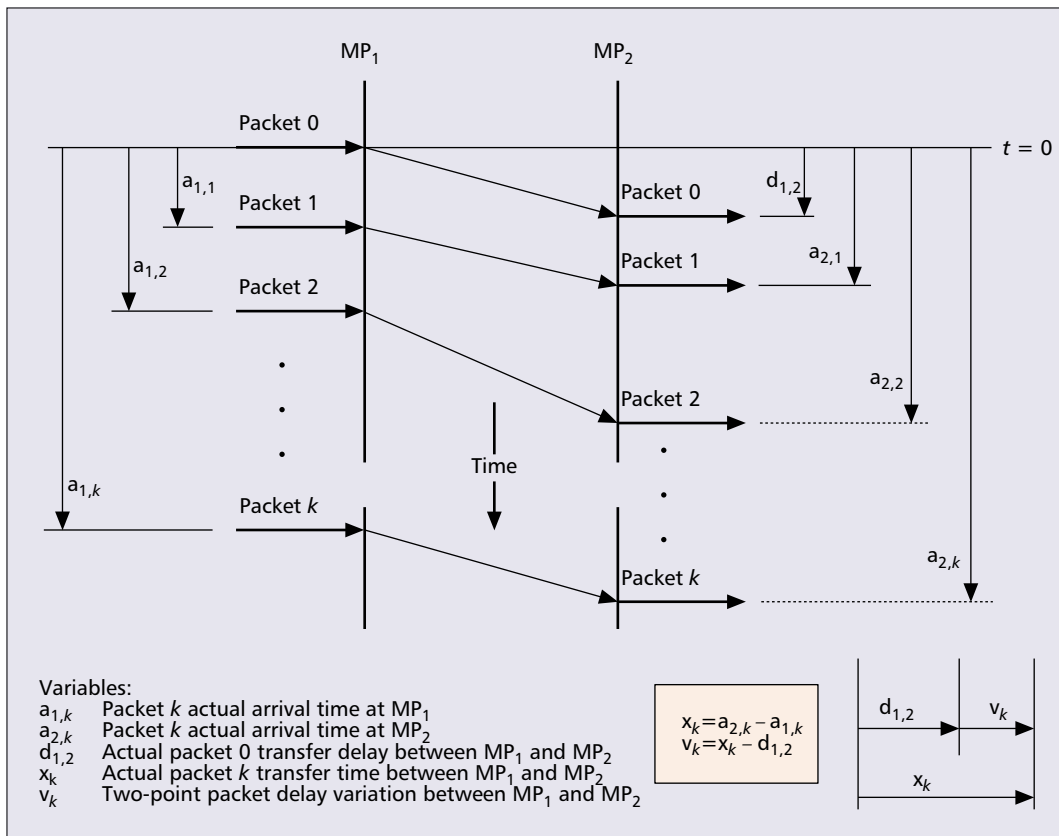 MP1
MP2
Packet 0
t = 0
a1,1
Packet 0
d1,2
Packet 1
Packet 1
a2,1
a1,2
Packet 2
a2,2
Packet 2
Time
a1,k
Packet k
a2,k
Packet k
Variables:
a1,k Packet k actual arrival time at MP1
a2,k Packet k actual arrival time at MP2
d1,2 Actual packet 0 transfer delay between MP1 and MP2
xk Actual packet k transfer time between MP1 and MP2
vk Two-point packet delay variation between MP1 and MP2
xk=a2,k – a1,k
vk=xk – d1,2
d1,2
vk
xk